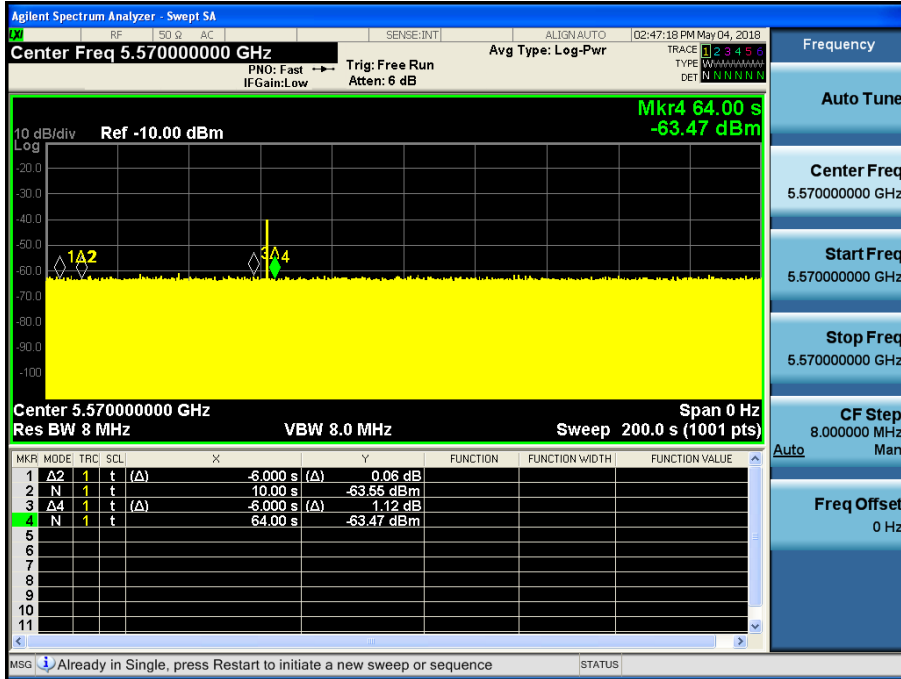 Agilent Spectrum Analyzer - Swept SA
LXI RF 50 Ω AC SENSE:INT ALIGN AUTO 02:47:18 PM May 04, 2018
Center Freq 5.570000000 GHz Avg Type: Log-Pwr TRACE 1 2 3 4 5 6
PNO: Fast Trig: Free Run TYPE W
IFGain:Low Atten: 6 dB DET N N N N N N
Mkr4 64.00 s
10 dB/div Ref -10.00 dBm -63.47 dBm
Log
-20.0
-30.0
-40.0
-50.0
-60.0
-70.0
-80.0
-90.0
-100
1Δ2
3Δ4
Center 5.570000000 GHz Span 0 Hz
Res BW 8 MHz VBW 8.0 MHz Sweep 200.0 s (1001 pts)
MKR MODE TRC SCL X Y FUNCTION FUNCTION WIDTH FUNCTION VALUE
1 Δ2 1 t (Δ) -6.000 s (Δ) 0.06 dB
2 N 1 t 10.00 s -63.55 dBm
3 Δ4 1 t (Δ) -6.000 s (Δ) 1.12 dB
4 N 1 t 64.00 s -63.47 dBm
5
6
7
8
9
10
11
MSG Already in Single, press Restart to initiate a new sweep or sequence STATUS
Frequency
Auto Tune
Center Freq
5.570000000 GHz
Start Freq
5.570000000 GHz
Stop Freq
5.570000000 GHz
CF Step
8.000000 MHz
Auto Man
Freq Offset
0 Hz